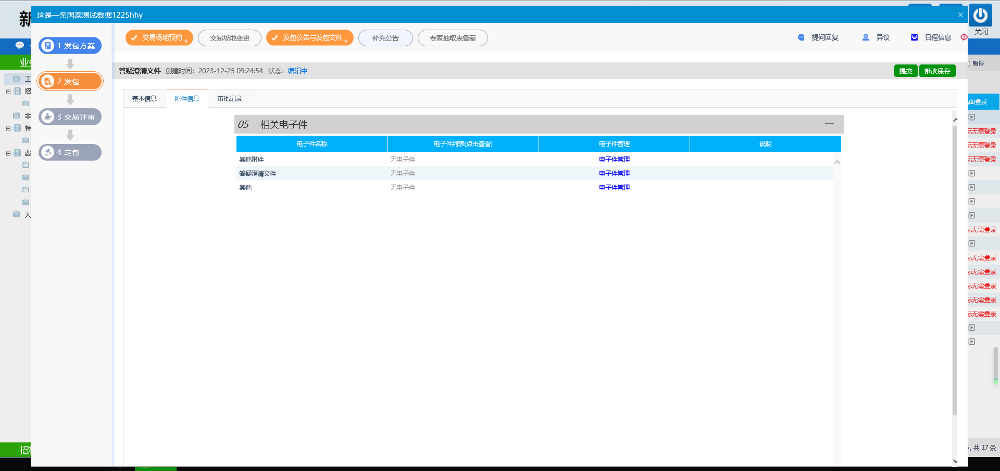 新
这是一条国泰测试数据1225hhy
关闭
1 发包方案
2 发包
3 交易评审
4 定包
交易场地预约 *
交易场地变更
发包公告与发包文件 *
补充公告
专家抽取表备案
提问回复
异议
日程信息
暂停
答疑澄清文件 创建时间：2023-12-25 09:24:54 状态：编辑中
提交
修改保存
基本信息
附件信息
审批记录
05 相关电子件
电子件名称 电子件列表(点击查看) 电子件管理 说明
其他附件 无电子件 电子件管理
答疑澄清文件 无电子件 电子件管理
其他 无电子件 电子件管理
业
工
招
非
特
费
入
招
面登录
标无需登录
标无需登录
标无需登录
标无需登录
标无需登录
标无需登录
标无需登录
标无需登录
标无需登录
, 共 17 条